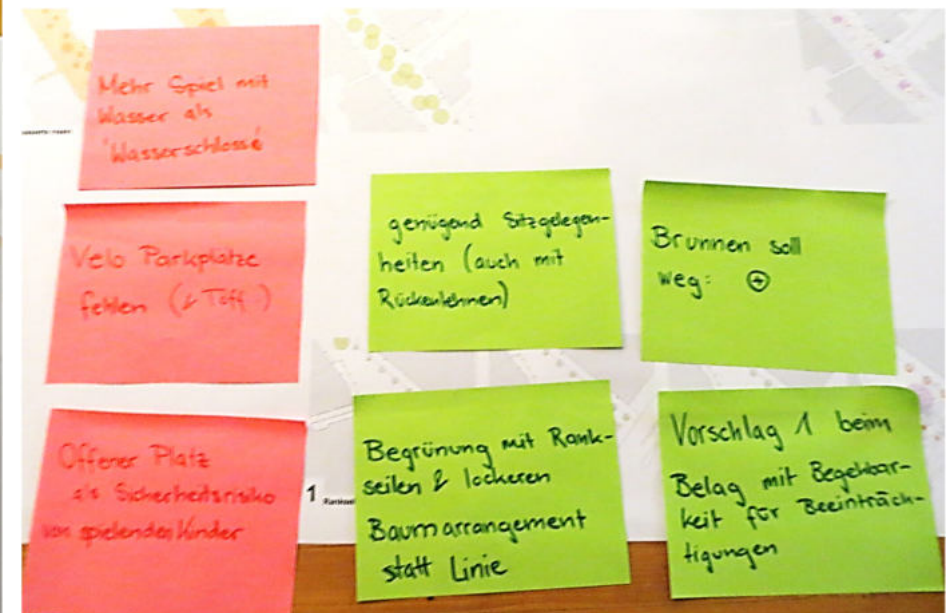 Mehr Spiel mit
Wasser als
'Wasserschlosse'
Velo Parkplätze
fehlen (& Töff.)
Offener Platz
als Sicherheitsrisiko
von spielenden Kinder
genügend Sitzgelegen-
heiten (auch mit
Rückenlehnen)
Begrünung mit Rank-
seilen & lockeren
Baumarrangement
statt Linie
Brunnen soll
weg: +
Vorschlag 1 beim
Belag mit Begehbar-
keit für Beeinträch-
tigungen
1